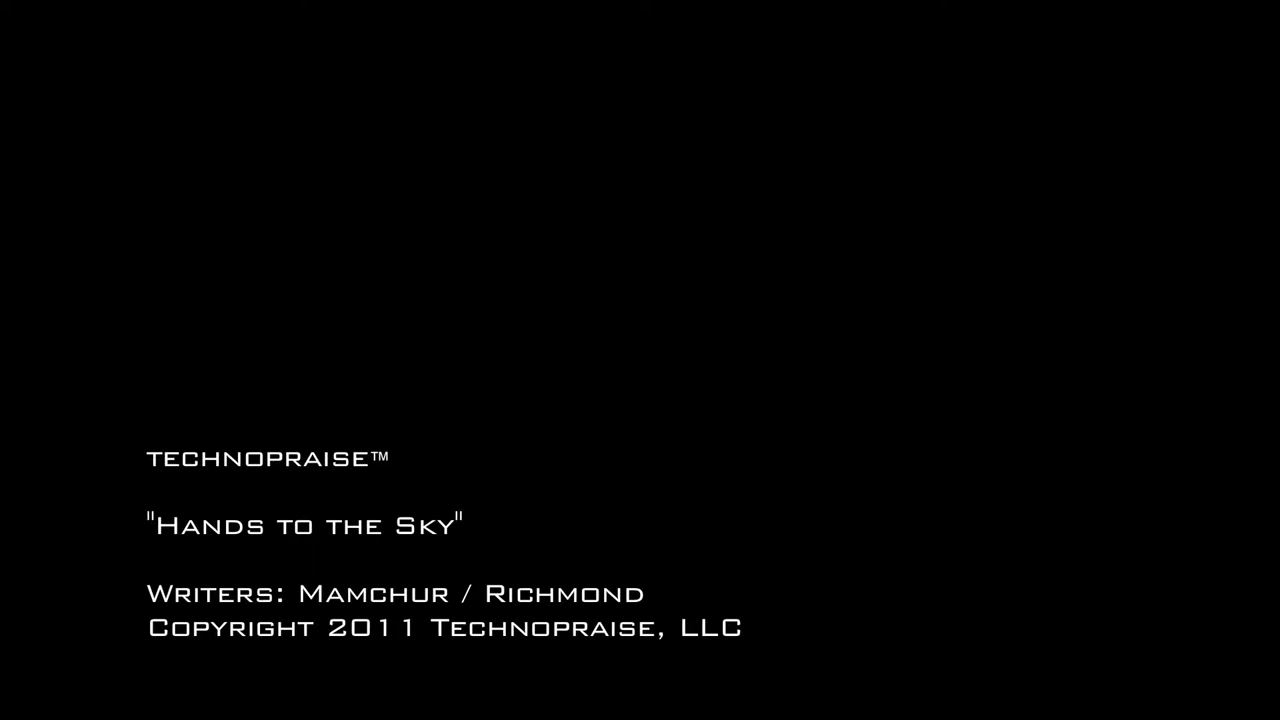 TECHNOPRAISE™
"Hands to the Sky"
Writers: Mamchur / Richmond
Copyright 2011 Technopraise, LLC